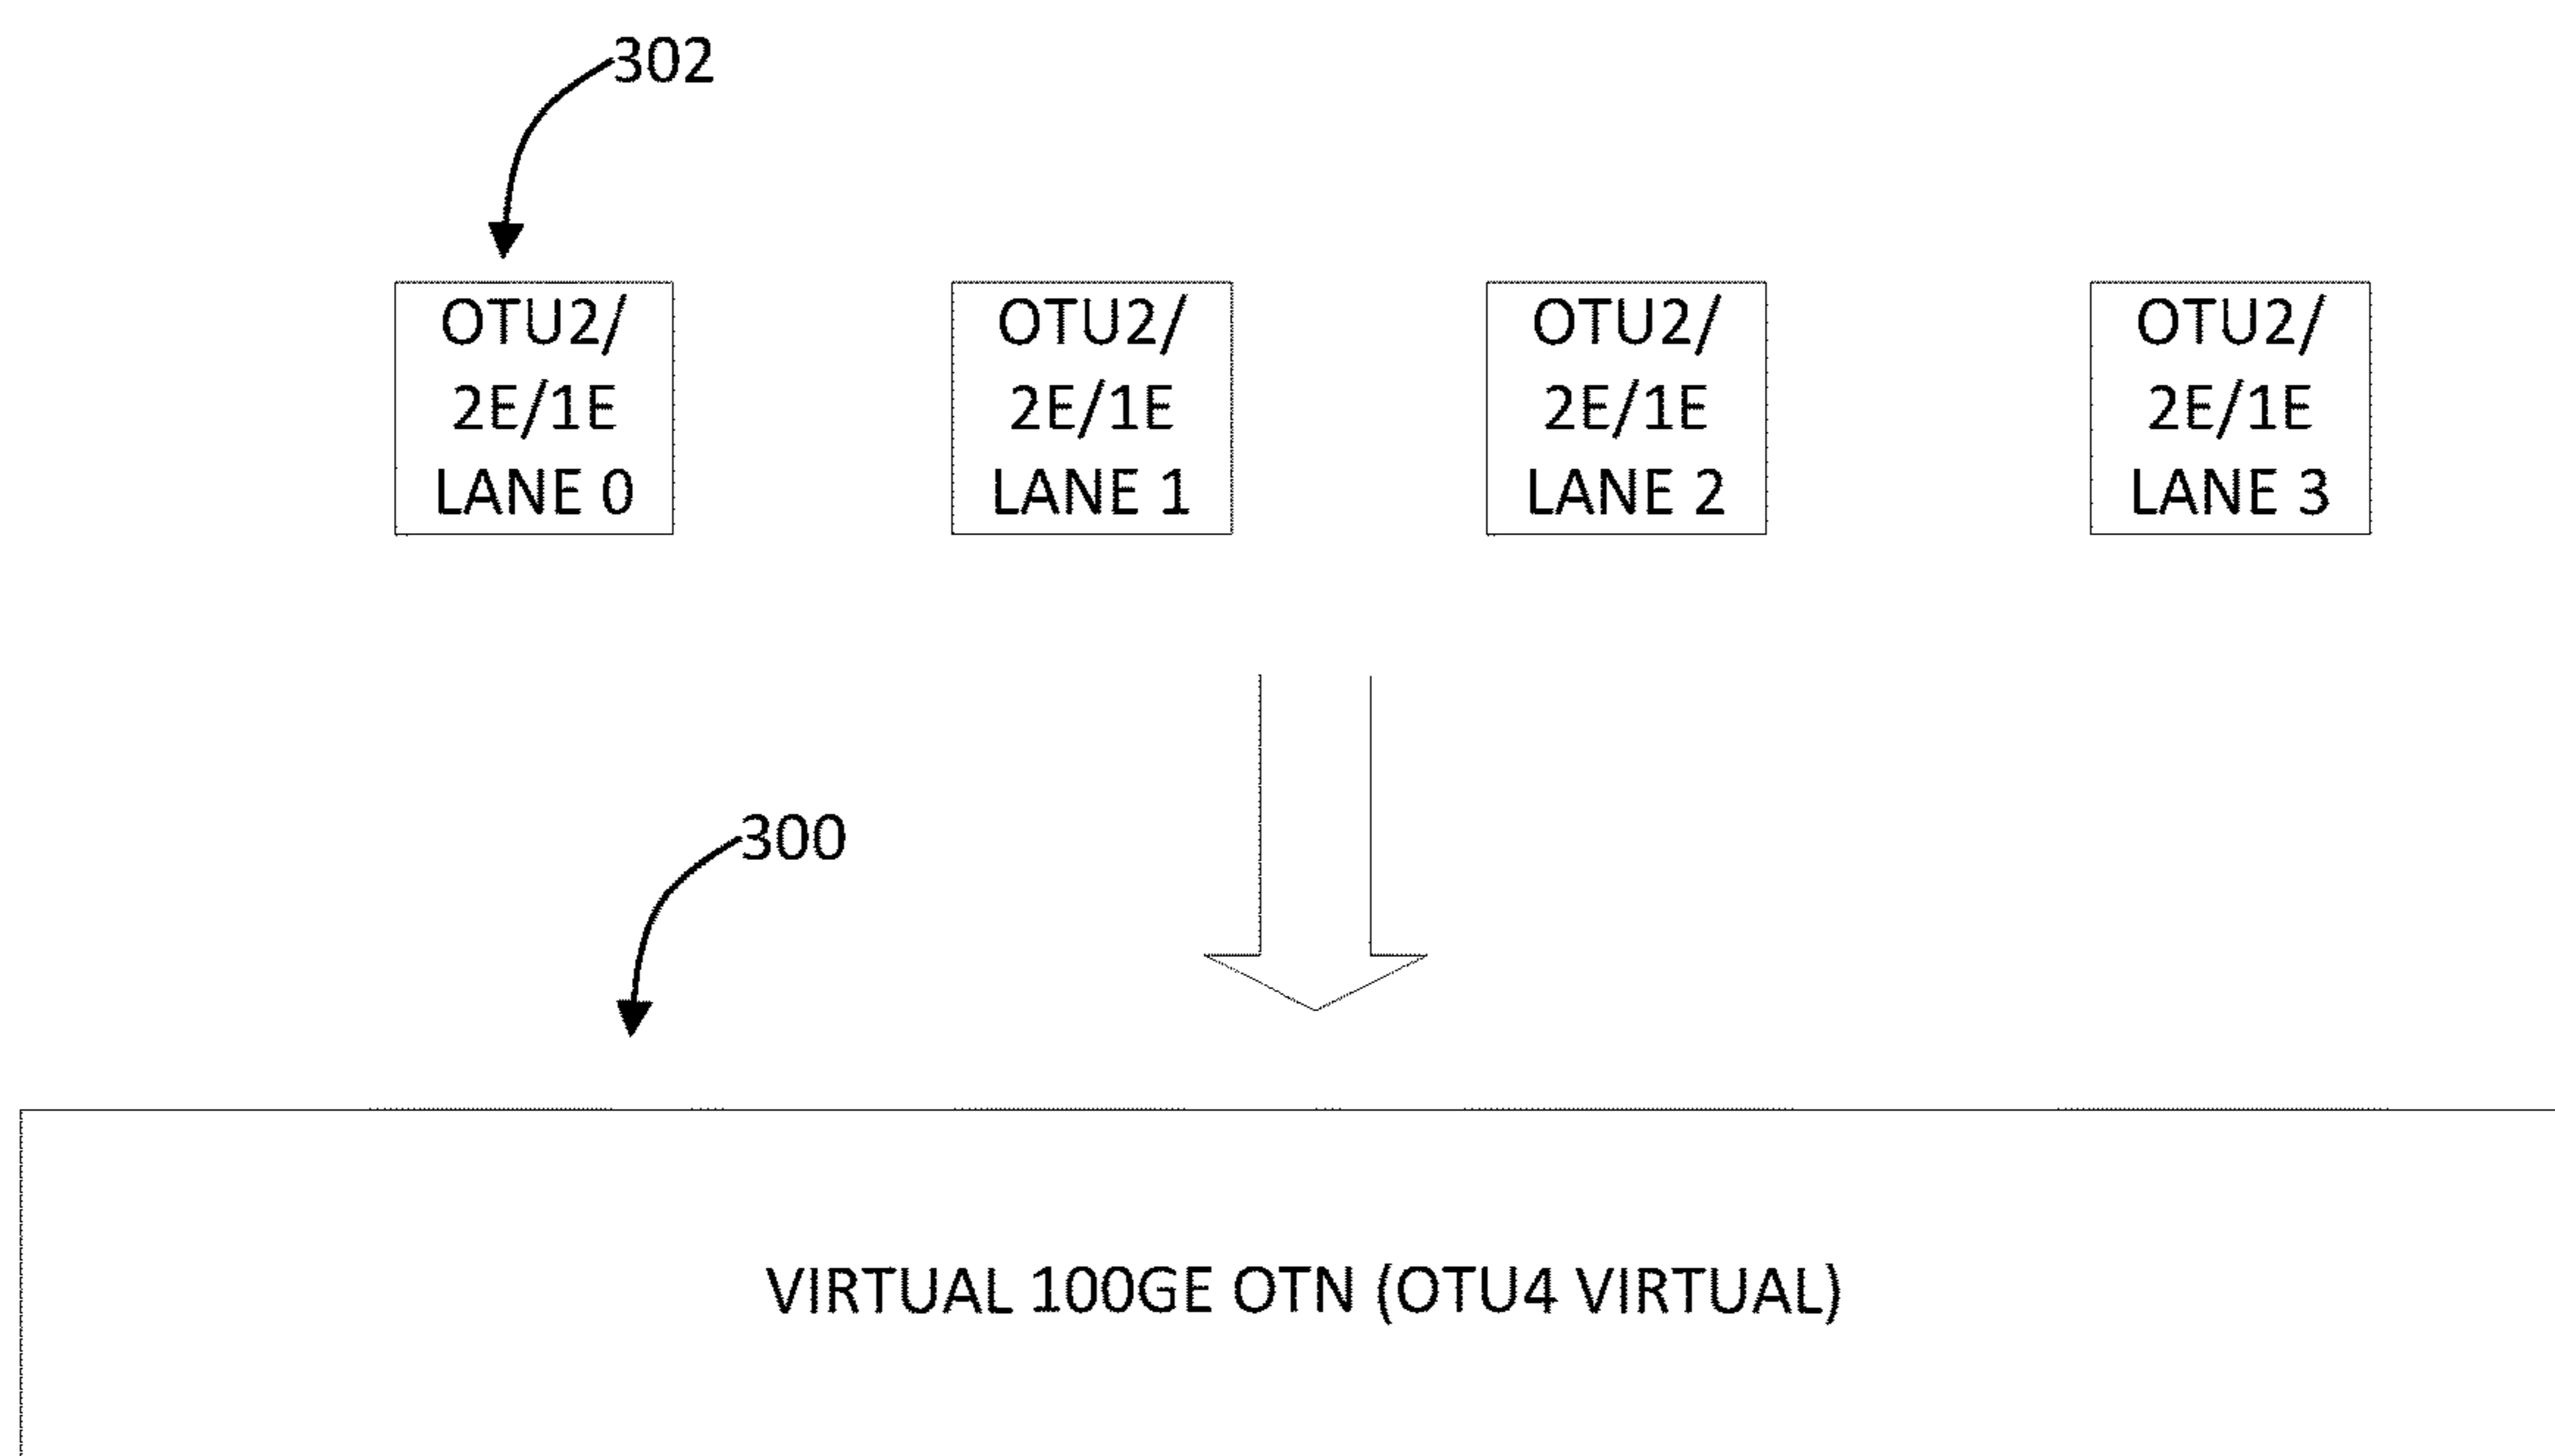 302
OTU2/
2E/1E
LANE 0
OTU2/
2E/1E
LANE 1
OTU2/
2E/1E
LANE 2
OTU2/
2E/1E
LANE 3
300
VIRTUAL 100GE OTN (OTU4 VIRTUAL)